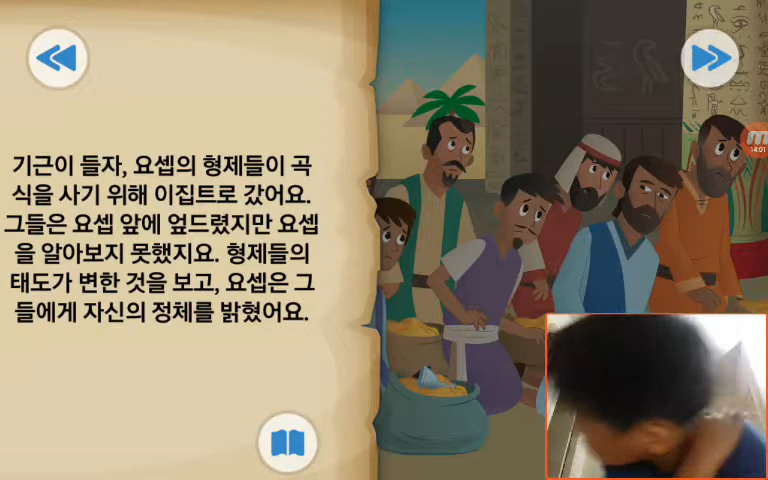 기근이 들자, 요셉의 형제들이 곡
식을 사기 위해 이집트로 갔어요.
그들은 요셉 앞에 엎드렸지만 요셉
을 알아보지 못했지요. 형제들의
태도가 변한 것을 보고, 요셉은 그
들에게 자신의 정체를 밝혔어요.
14:01